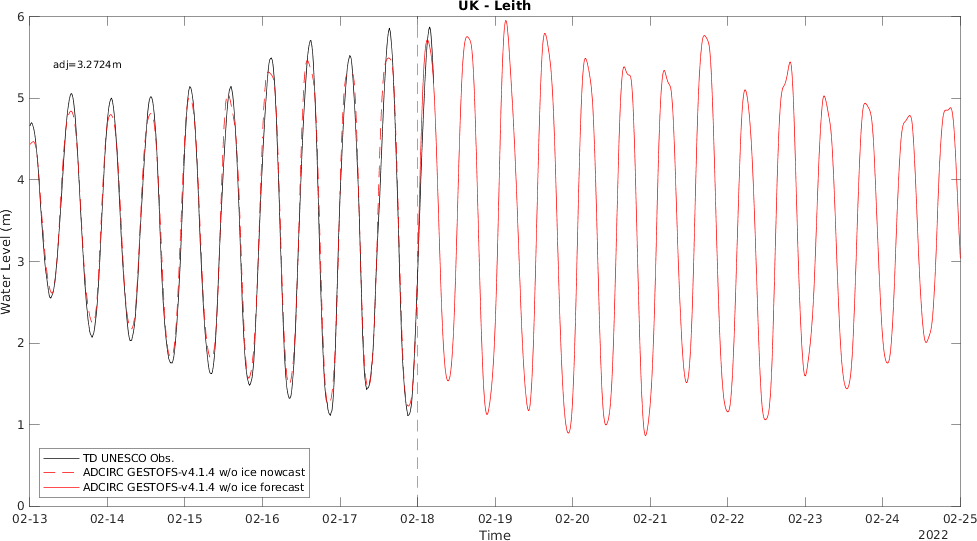 UK - Leith
6
adj=3.2724m
5
4
3
2
1
0
Water Level (m)
TD UNESCO Obs.
ADCIRC GESTOFS-v4.1.4 w/o ice nowcast
ADCIRC GESTOFS-v4.1.4 w/o ice forecast
02-13 02-14 02-15 02-16 02-17 02-18 02-19 02-20 02-21 02-22 02-23 02-24 02-25
Time
2022